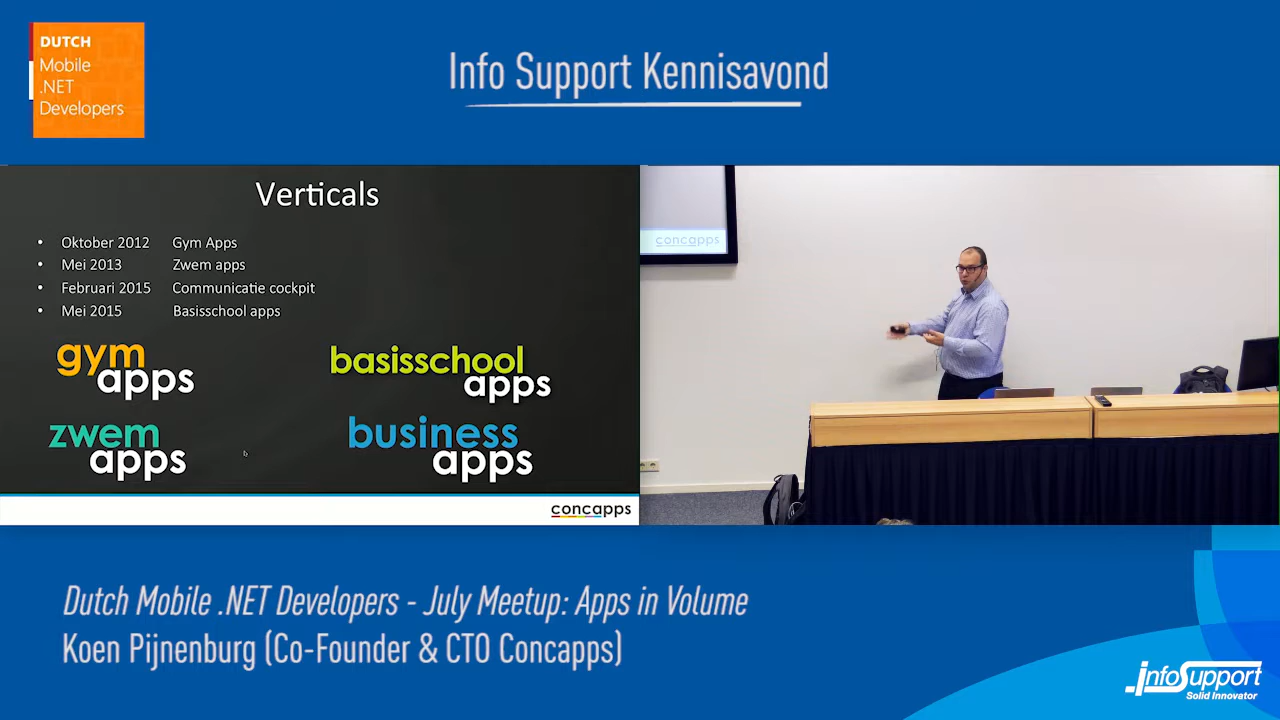 DUTCH
Mobile
.NET
Developers
Info Support Kennisavond
Verticals
• Oktober 2012 Gym Apps
• Mei 2013 Zwem apps
• Februari 2015 Communicatie cockpit
• Mei 2015 Basisschool apps
gym
apps
basisschool
apps
zwem
apps
business
apps
concapps
concapps
Dutch Mobile .NET Developers - July Meetup: Apps in Volume
Koen Pijnenburg (Co-Founder & CTO Concapps)
InfoSupport
Solid Innovator